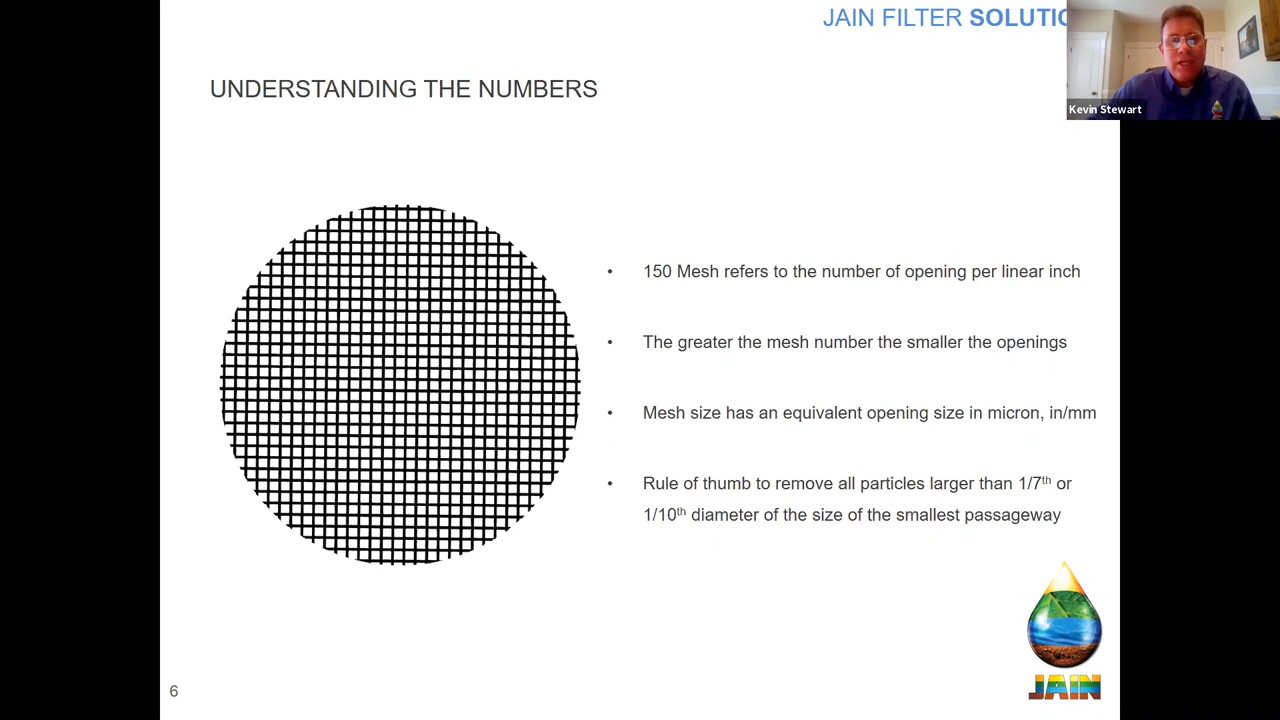 JAIN FILTER SOLUTIO
Kevin Stewart
UNDERSTANDING THE NUMBERS
• 150 Mesh refers to the number of opening per linear inch
• The greater the mesh number the smaller the openings
• Mesh size has an equivalent opening size in micron, in/mm
• Rule of thumb to remove all particles larger than 1/7th or
1/10th diameter of the size of the smallest passageway
JAIN
6